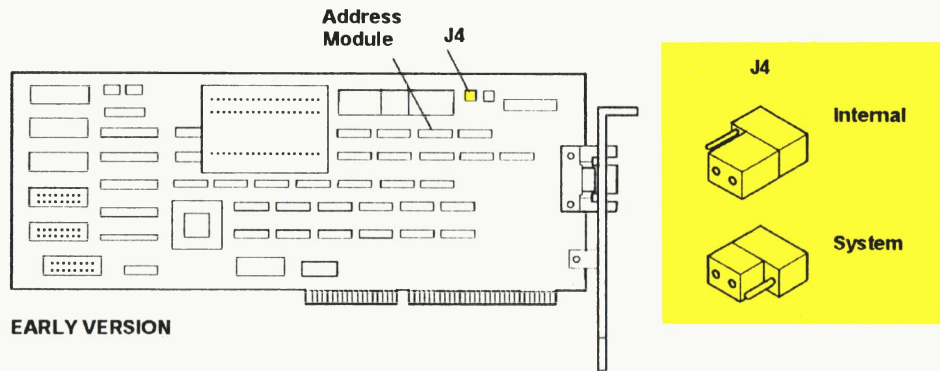 Address
Module
J4
EARLY VERSION
J4
Internal
System